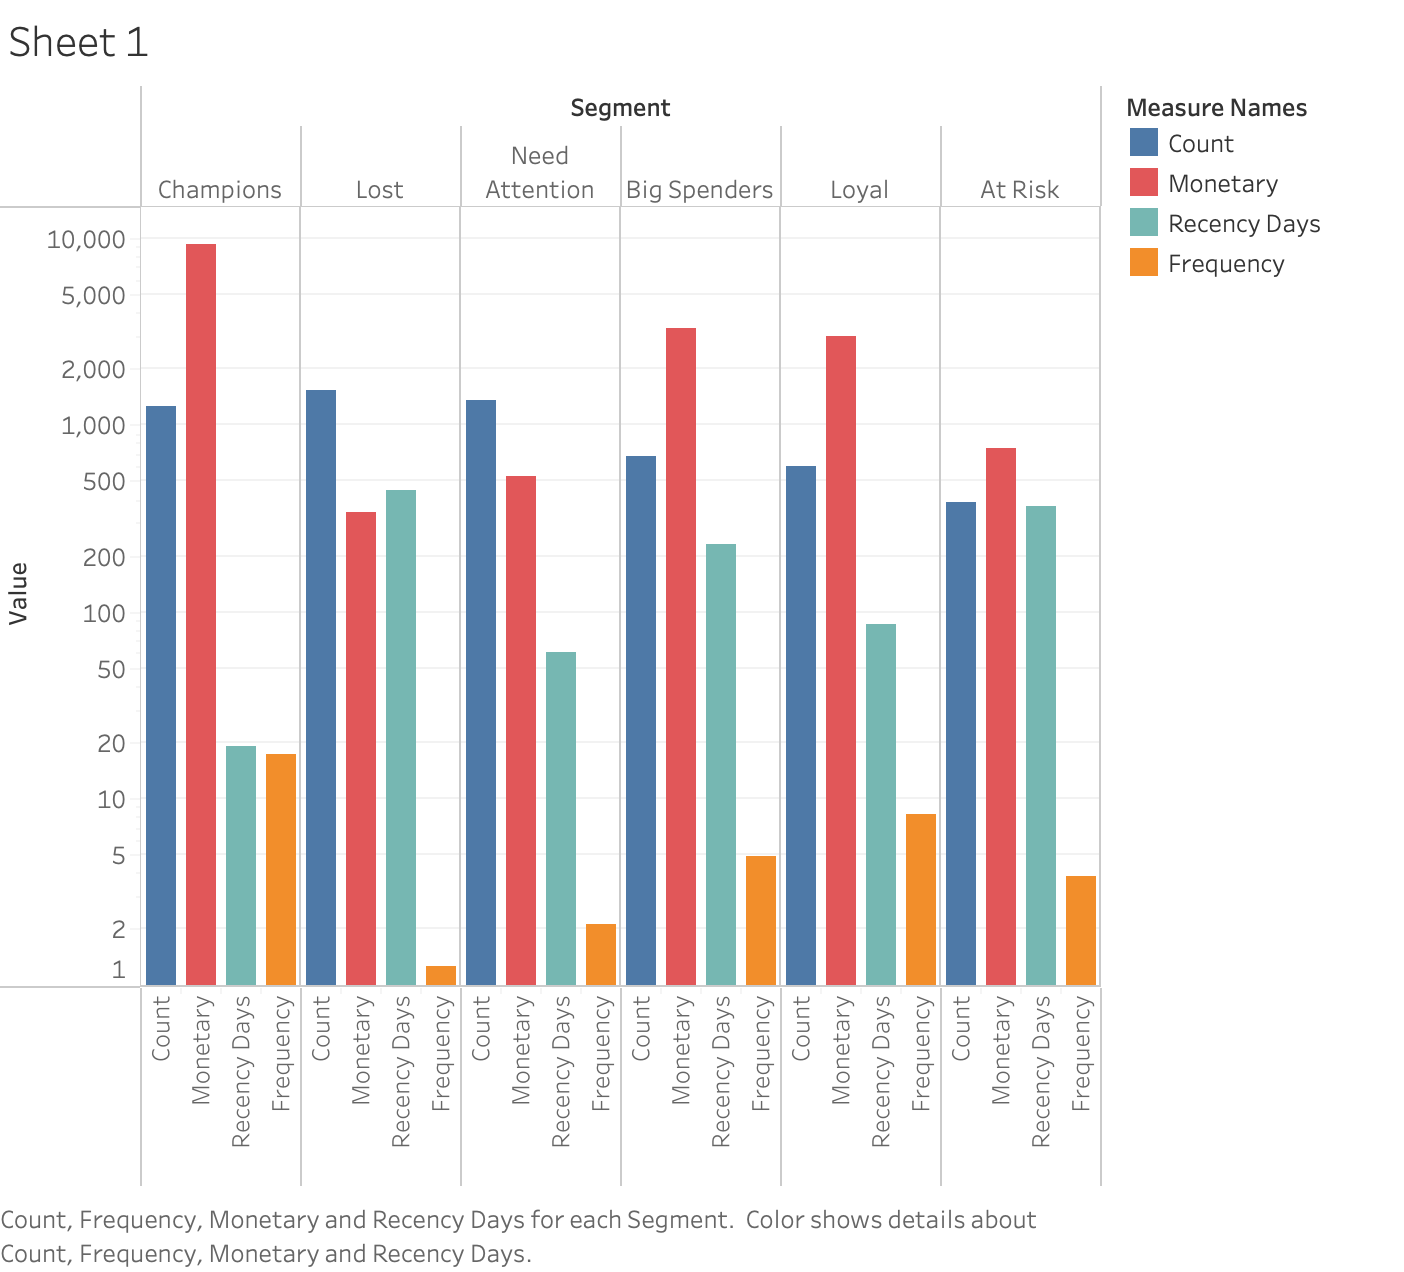 Sheet 1
Segment
Champions
Lost
Need
Attention
Big Spenders
Loyal
At Risk
Measure Names
Count
Monetary
Recency Days
Frequency
Value
10,000
5,000
2,000
1,000
500
200
100
50
20
10
5
2
1
Count
Monetary
Recency Days
Frequency
Count
Monetary
Recency Days
Frequency
Count
Monetary
Recency Days
Frequency
Count
Monetary
Recency Days
Frequency
Count
Monetary
Recency Days
Frequency
Count
Monetary
Recency Days
Frequency
Count, Frequency, Monetary and Recency Days for each Segment.  Color shows details about
Count, Frequency, Monetary and Recency Days.